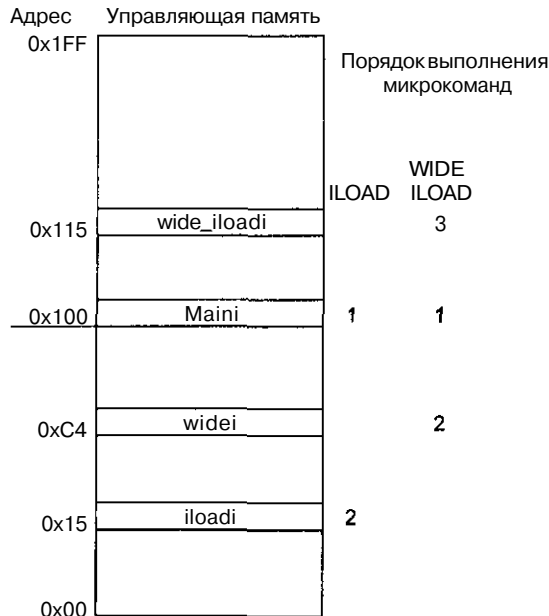 Адрес Управляющая память
0x1FF
Порядок выполнения
микрокоманд
WIDE
ILOAD ILOAD
wide_iloadi 3
0x115
Maini 1 1
0x100
widei 2
0xC4
iloadi 2
0x15
0x00